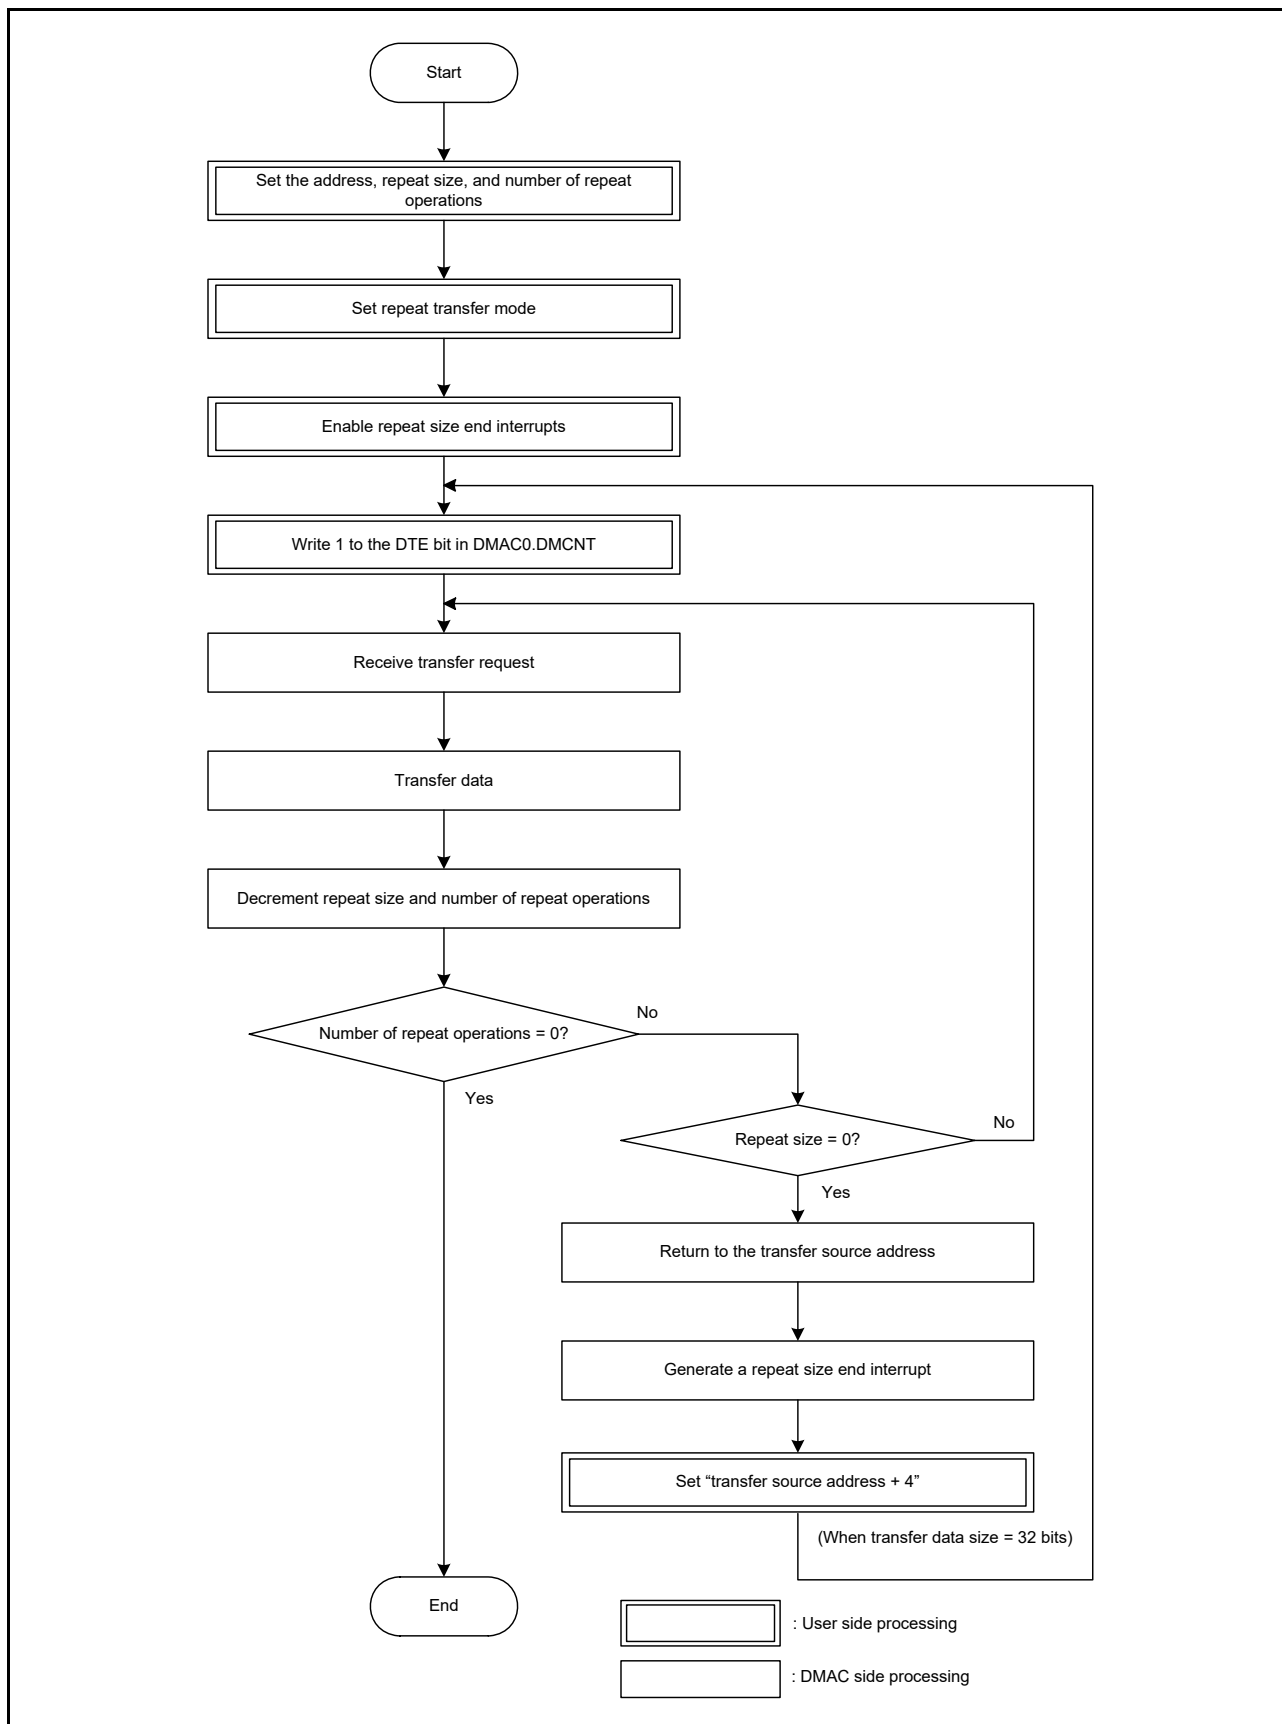 Start
Set the address, repeat size, and number of repeat
operations
Set repeat transfer mode
Enable repeat size end interrupts
Write 1 to the DTE bit in DMAC0.DMCNT
Receive transfer request
Transfer data
Decrement repeat size and number of repeat operations
No
Number of repeat operations = 0?
Yes
No
Repeat size = 0?
Yes
Return to the transfer source address
Generate a repeat size end interrupt
Set “transfer source address + 4”
(When transfer data size = 32 bits)
End
: User side processing
: DMAC side processing